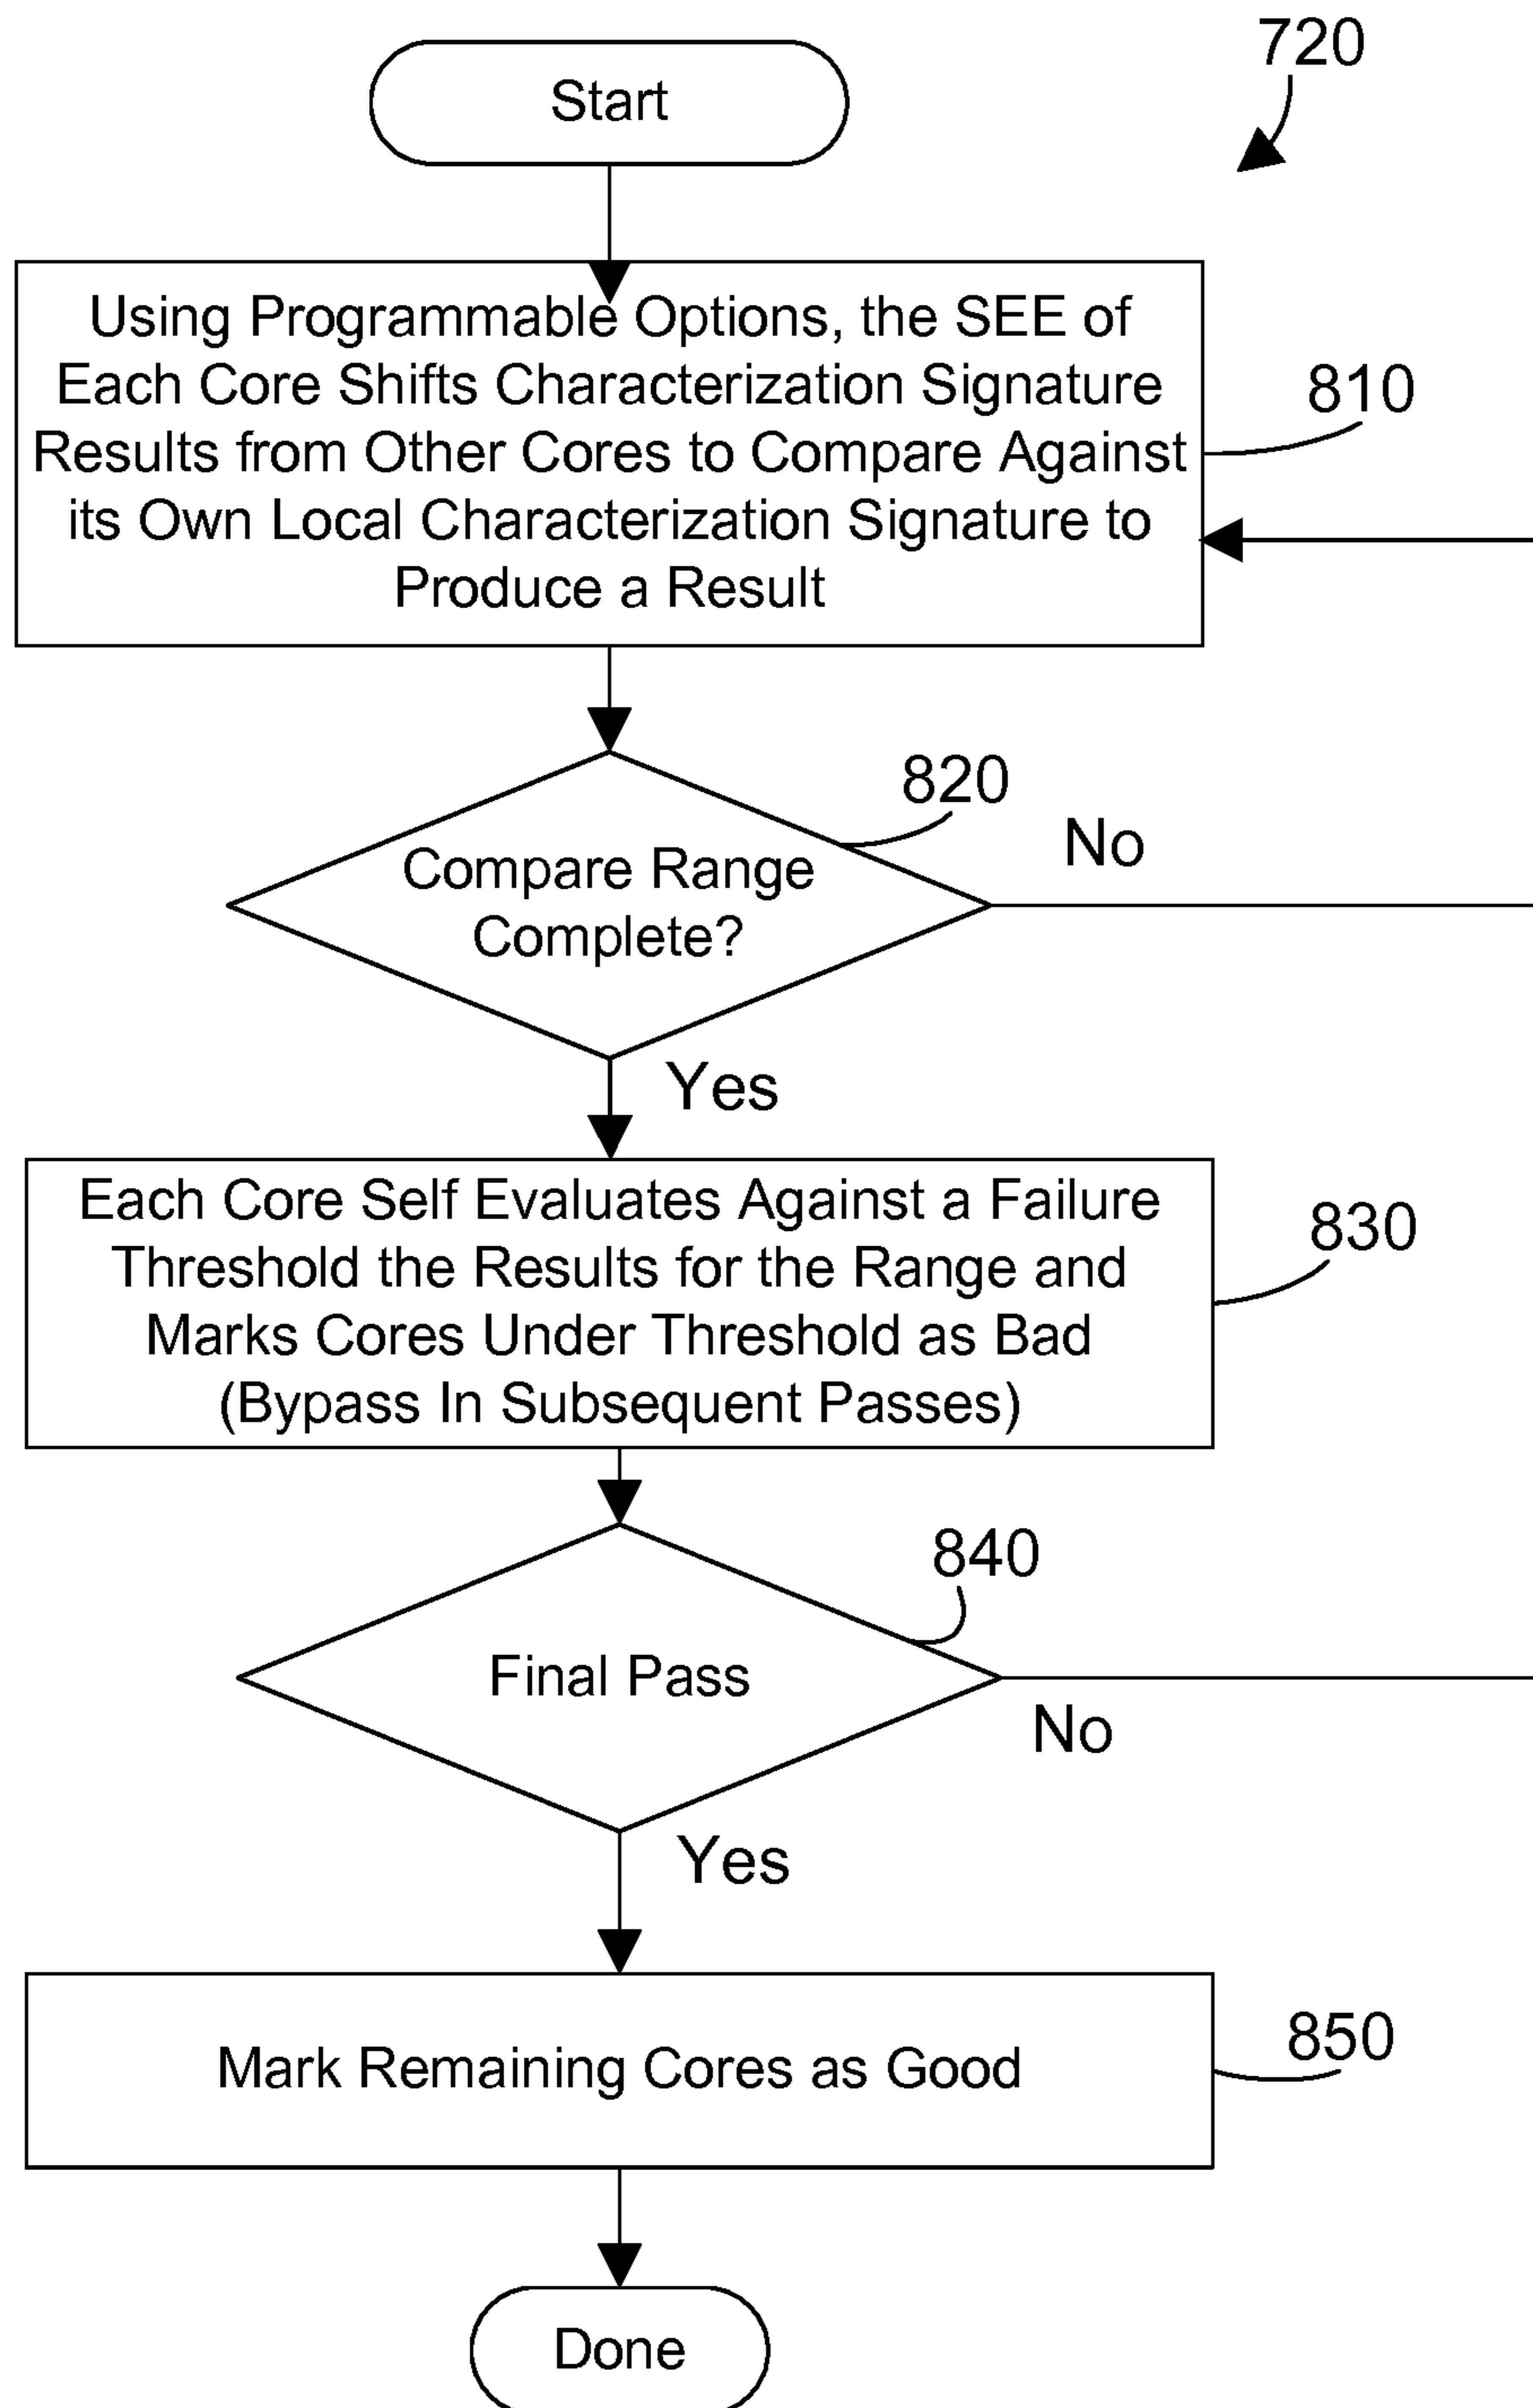 720
Start
Using Programmable Options, the SEE of
Each Core Shifts Characterization Signature
Results from Other Cores to Compare Against
its Own Local Characterization Signature to
Produce a Result
810
820
No
Compare Range
Complete?
Yes
Each Core Self Evaluates Against a Failure
Threshold the Results for the Range and
Marks Cores Under Threshold as Bad
(Bypass In Subsequent Passes)
830
840
Final Pass
No
Yes
Mark Remaining Cores as Good
850
Done